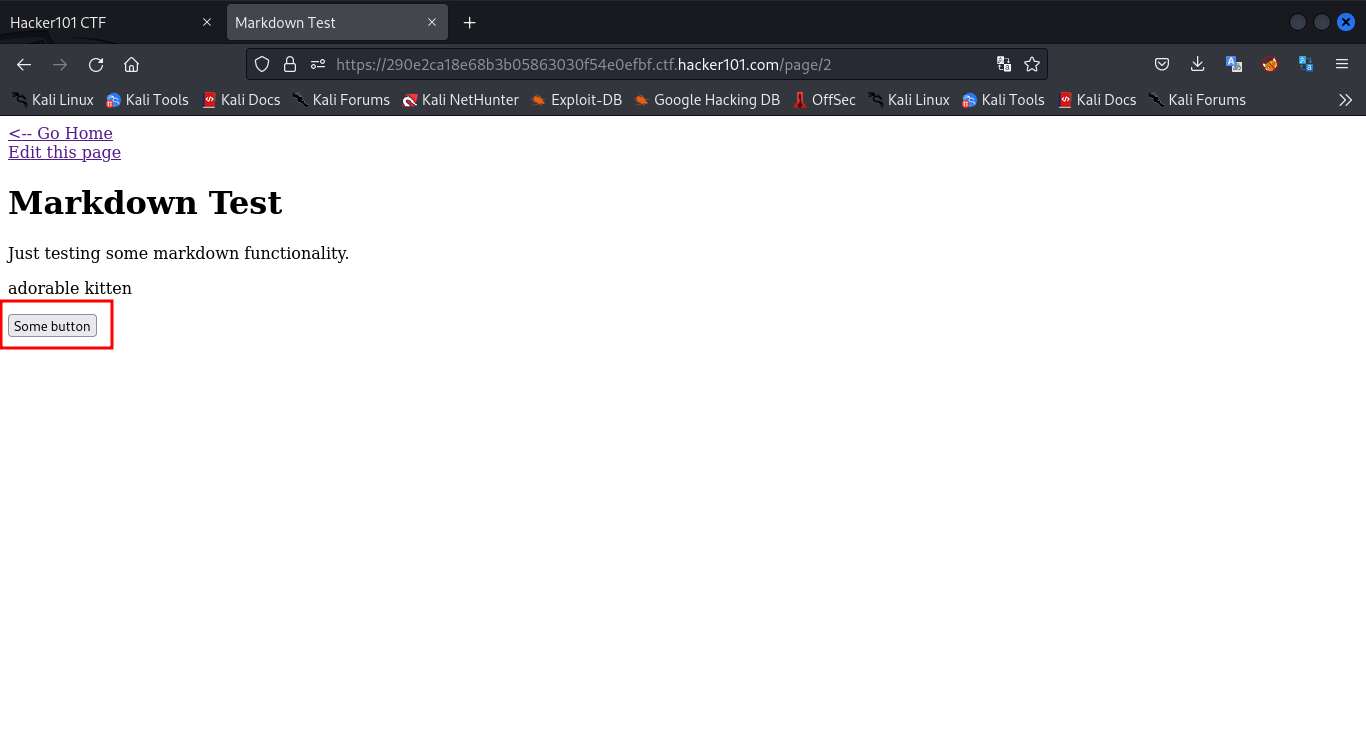 Hacker101 CTF
Markdown Test
https://290e2ca18e68b3b05863030f54e0efbf.ctf.hacker101.com/page/2
Kali Linux Kali Tools Kali Docs Kali Forums Kali NetHunter Exploit-DB Google Hacking DB OffSec Kali Linux Kali Tools Kali Docs Kali Forums
<-- Go Home
Edit this page
Markdown Test
Just testing some markdown functionality.
adorable kitten
Some button